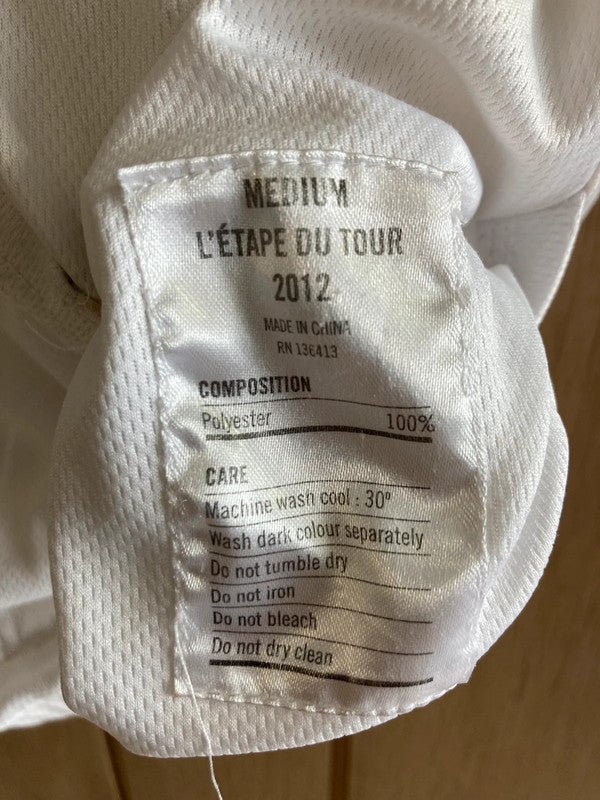 MEDIUM
L'ÉTAPE DU TOUR
2012
MADE IN CHINA
RN 136413
COMPOSITION
Polyester 100%
CARE
Machine wash cool : 30º
Wash dark colour separately
Do not tumble dry
Do not iron
Do not bleach
Do not dry clean